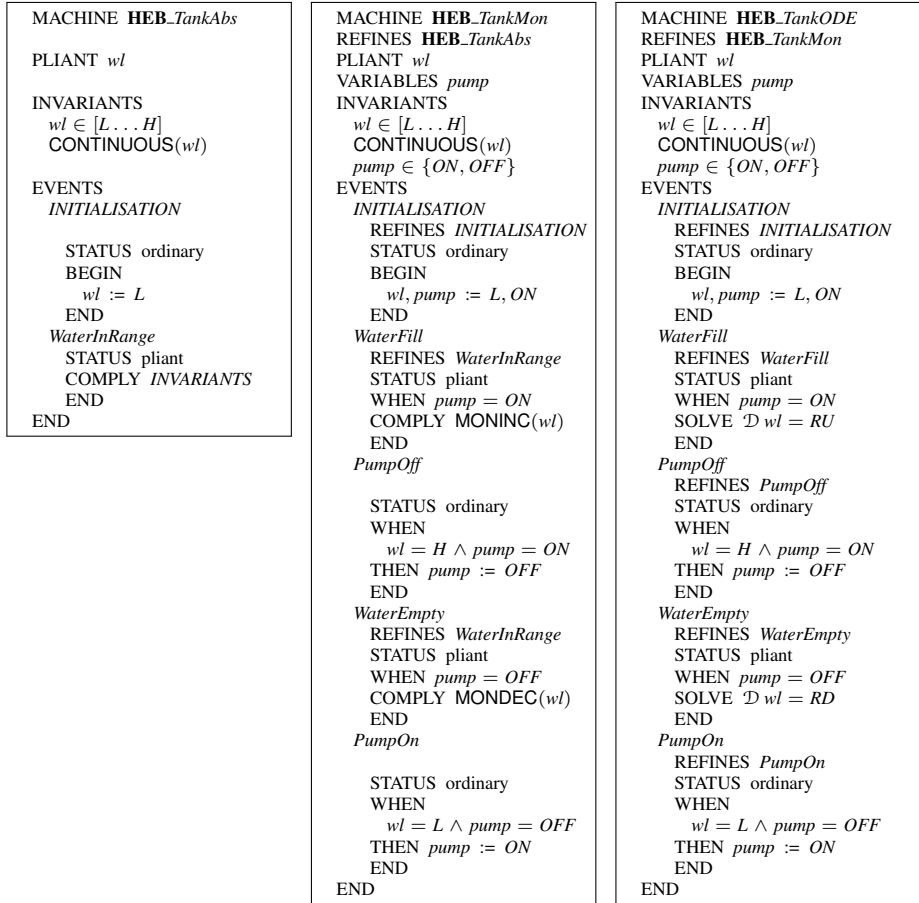 MACHINE HEB_TankAbs
PLIANT wl
INVARIANTS
wl ∈ [L . . . H]
CONTINUOUS(wl)
EVENTS
INITIALISATION
STATUS ordinary
BEGIN
wl := L
END
WaterInRange
STATUS pliant
COMPLY INVARIANTS
END
END
MACHINE HEB_TankMon
REFINES HEB_TankAbs
PLIANT wl
VARIABLES pump
INVARIANTS
wl ∈ [L . . . H]
CONTINUOUS(wl)
pump ∈ {ON, OFF}
EVENTS
INITIALISATION
REFINES INITIALISATION
STATUS ordinary
BEGIN
wl, pump := L, ON
END
WaterFill
REFINES WaterInRange
STATUS pliant
WHEN pump = ON
COMPLY MONINC(wl)
END
PumpOff
STATUS ordinary
WHEN
wl = H ∧ pump = ON
THEN pump := OFF
END
WaterEmpty
REFINES WaterInRange
STATUS pliant
WHEN pump = OFF
COMPLY MONDEC(wl)
END
PumpOn
STATUS ordinary
WHEN
wl = L ∧ pump = OFF
THEN pump := ON
END
END
MACHINE HEB_TankODE
REFINES HEB_TankMon
PLIANT wl
VARIABLES pump
INVARIANTS
wl ∈ [L . . . H]
CONTINUOUS(wl)
pump ∈ {ON, OFF}
EVENTS
INITIALISATION
REFINES INITIALISATION
STATUS ordinary
BEGIN
wl, pump := L, ON
END
WaterFill
REFINES WaterFill
STATUS pliant
WHEN pump = ON
SOLVE 𝒟 wl = RU
END
PumpOff
REFINES PumpOff
STATUS ordinary
WHEN
wl = H ∧ pump = ON
THEN pump := OFF
END
WaterEmpty
REFINES WaterEmpty
STATUS pliant
WHEN pump = OFF
SOLVE 𝒟 wl = RD
END
PumpOn
REFINES PumpOn
STATUS ordinary
WHEN
wl = L ∧ pump = OFF
THEN pump := ON
END
END